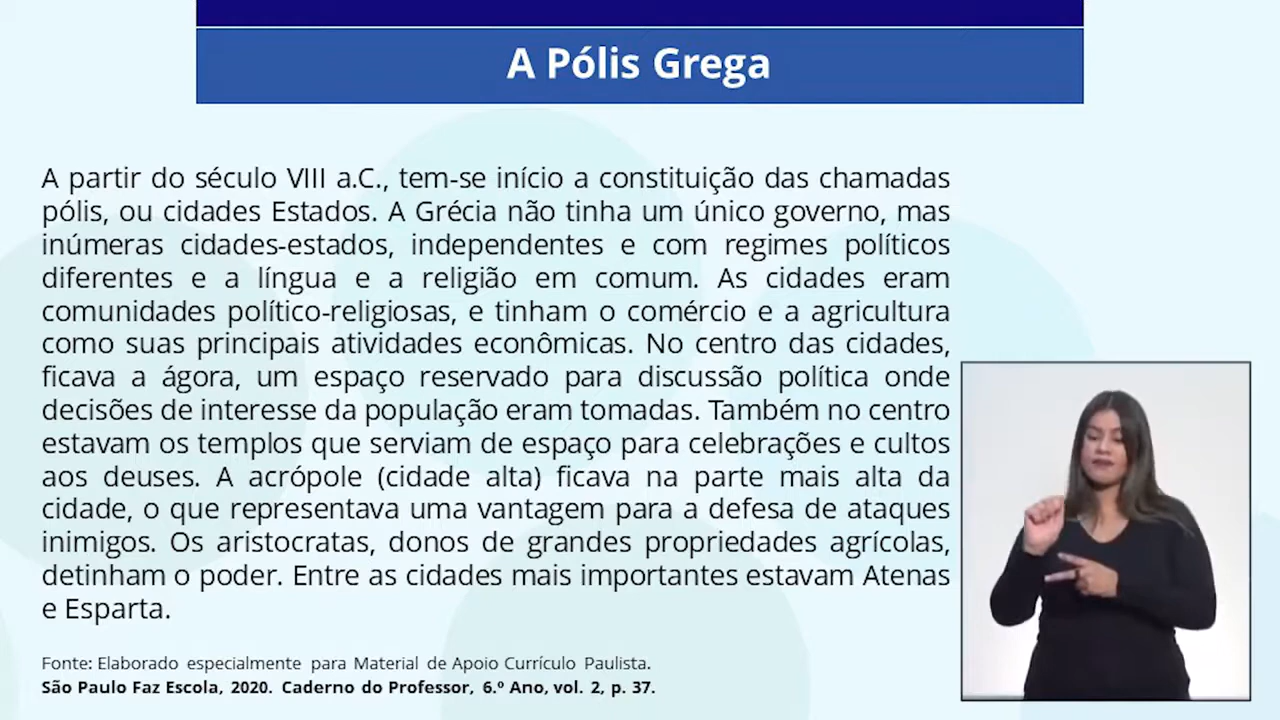 A Pólis Grega
A partir do século VIII a.C., tem-se início a constituição das chamadas
pólis, ou cidades Estados. A Grécia não tinha um único governo, mas
inúmeras cidades-estados, independentes e com regimes políticos
diferentes e a língua e a religião em comum. As cidades eram
comunidades político-religiosas, e tinham o comércio e a agricultura
como suas principais atividades econômicas. No centro das cidades,
ficava a ágora, um espaço reservado para discussão política onde
decisões de interesse da população eram tomadas. Também no centro
estavam os templos que serviam de espaço para celebrações e cultos
aos deuses. A acrópole (cidade alta) ficava na parte mais alta da
cidade, o que representava uma vantagem para a defesa de ataques
inimigos. Os aristocratas, donos de grandes propriedades agrícolas,
detinham o poder. Entre as cidades mais importantes estavam Atenas
e Esparta.
Fonte: Elaborado especialmente para Material de Apoio Currículo Paulista.
São Paulo Faz Escola, 2020. Caderno do Professor, 6.º Ano, vol. 2, p. 37.